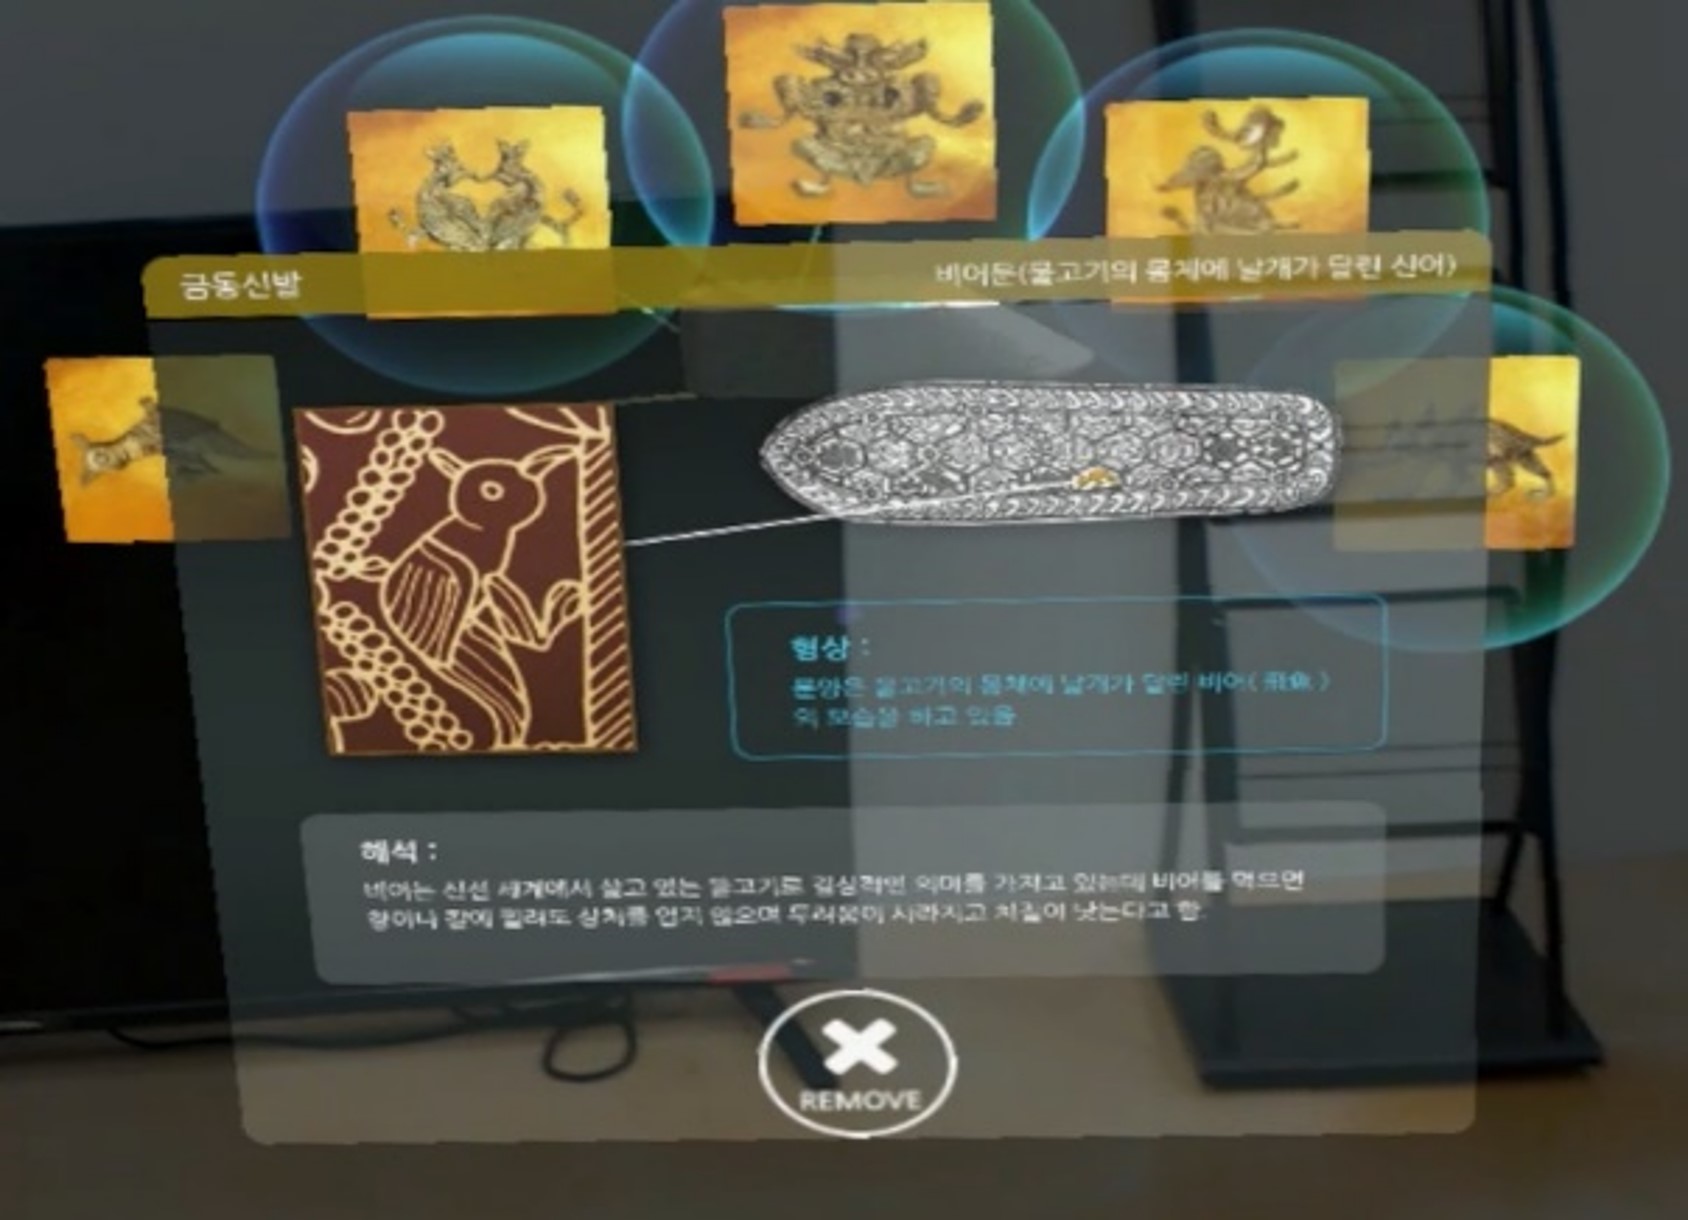 금동신발
비어문(물고기의 몸체에 날개가 달린 신어)
형상 :
문양은 물고기의 몸체에 날개가 달린 비어(飛魚)
의 모습을 하고 있음
해석 :
비어는 신선 세계에서 살고 있는 물고기로 길상적인 의미를 가지고 있는데 비어를 먹으면
창이나 칼에 찔려도 상처를 입지 않으며 두려움이 사라지고 치질이 낫는다고 함.
REMOVE